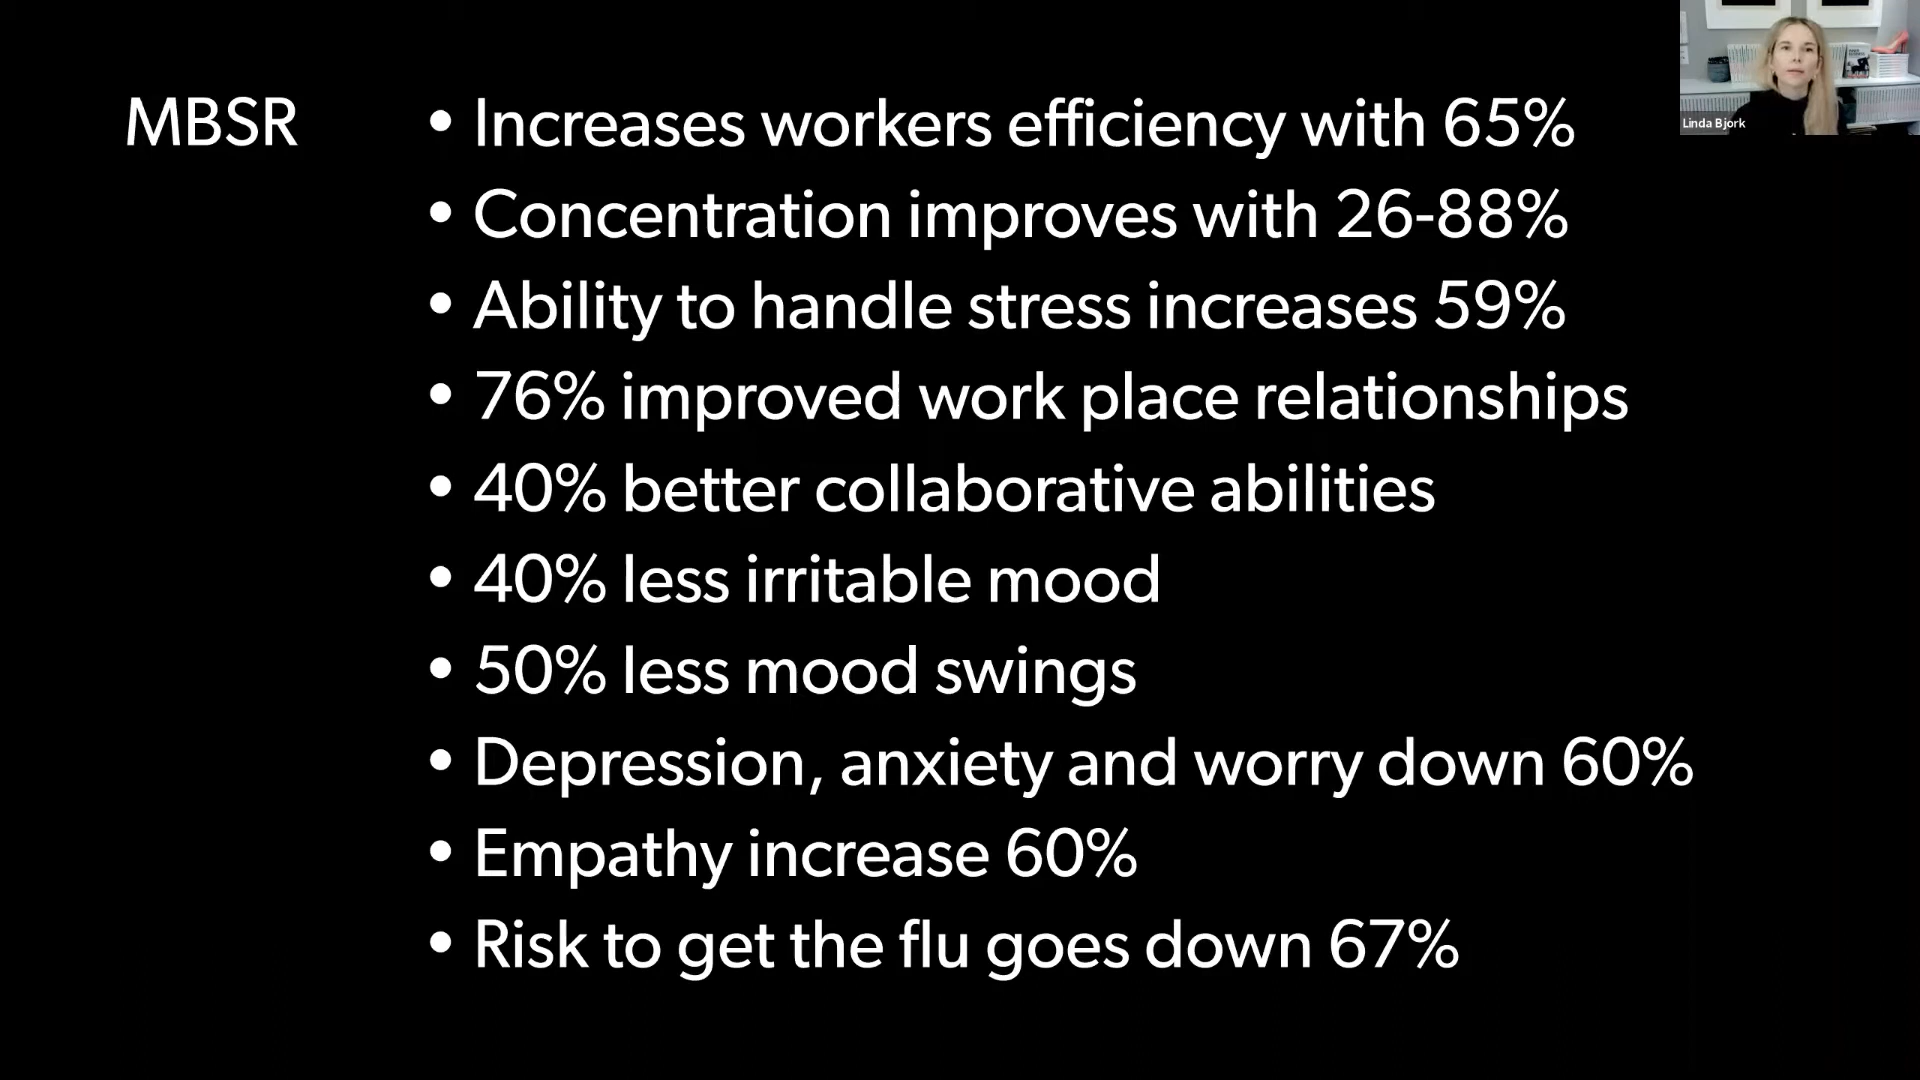 MBSR
• Increases workers efficiency with 65%
• Concentration improves with 26-88%
• Ability to handle stress increases 59%
• 76% improved work place relationships
• 40% better collaborative abilities
• 40% less irritable mood
• 50% less mood swings
• Depression, anxiety and worry down 60%
• Empathy increase 60%
• Risk to get the flu goes down 67%
Linda Bjork